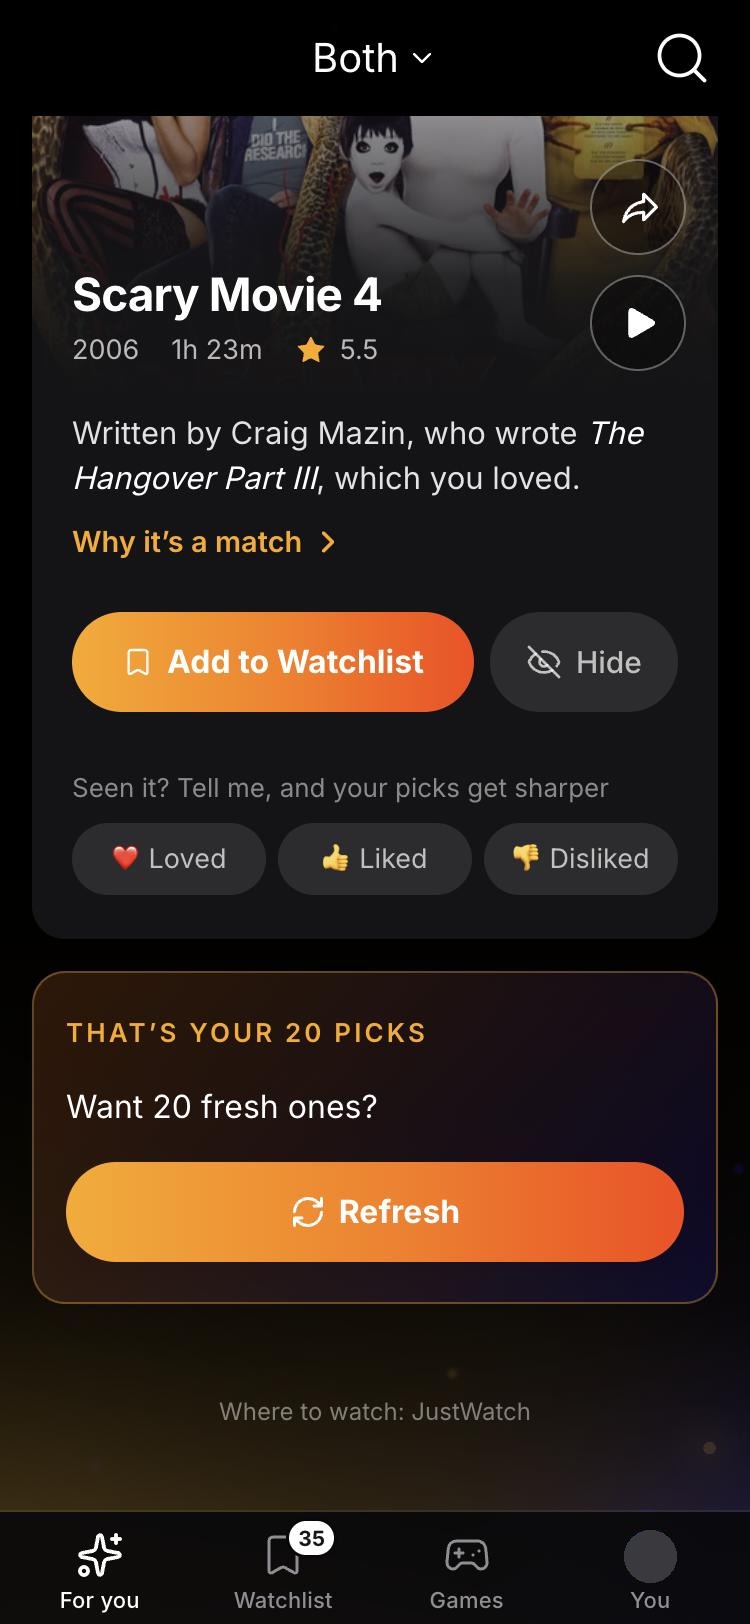 Both
I
DID THE
RESEARCH
Scary Movie 4
2006 1h 23m 5.5
Written by Craig Mazin, who wrote The
Hangover Part III, which you loved.
Why it’s a match
Add to Watchlist
Hide
Seen it? Tell me, and your picks get sharper
Loved
Liked
Disliked
THAT’S YOUR 20 PICKS
Want 20 fresh ones?
Refresh
Where to watch: JustWatch
35
For you
Watchlist
Games
You